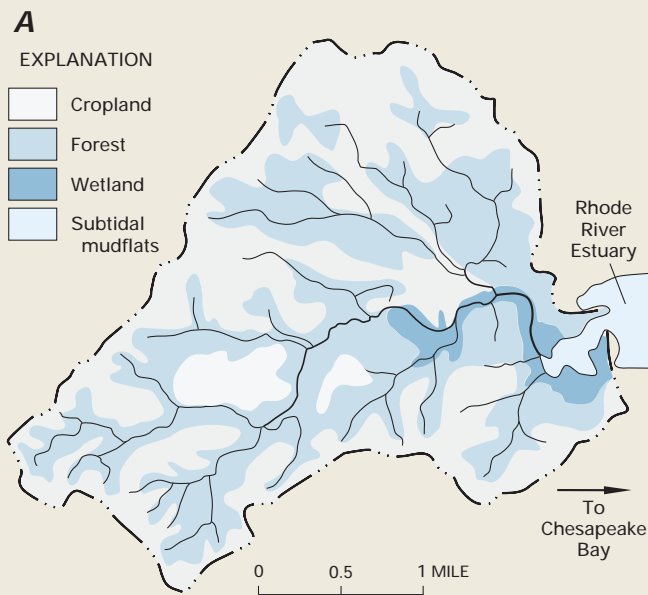 A
EXPLANATION
Cropland
Forest
Wetland
Subtidal
mudflats
Rhode
River
Estuary
To
Chesapeake
Bay
0 0.5 1 MILE